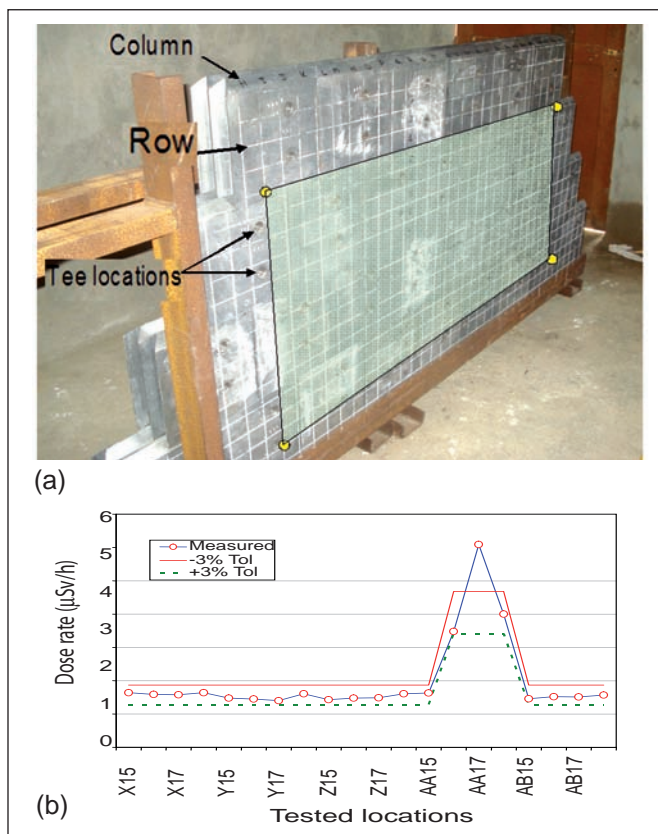 Column
Row
Tee locations
(a)
6
5
4
3
2
1
0
Dose rate (μSv/h)
Measured
-3% Tol
+3% Tol
X15
X17
Y15
Y17
Z15
Z17
AA15
AA17
AB15
AB17
Tested locations
(b)